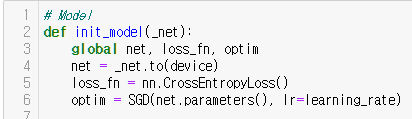 1 # Model
2 def init_model(_net):
3     global net, loss_fn, optim
4     net = _net.to(device)
5     loss_fn = nn.CrossEntropyLoss()
6     optim = SGD(net.parameters(), lr=learning_rate)
7